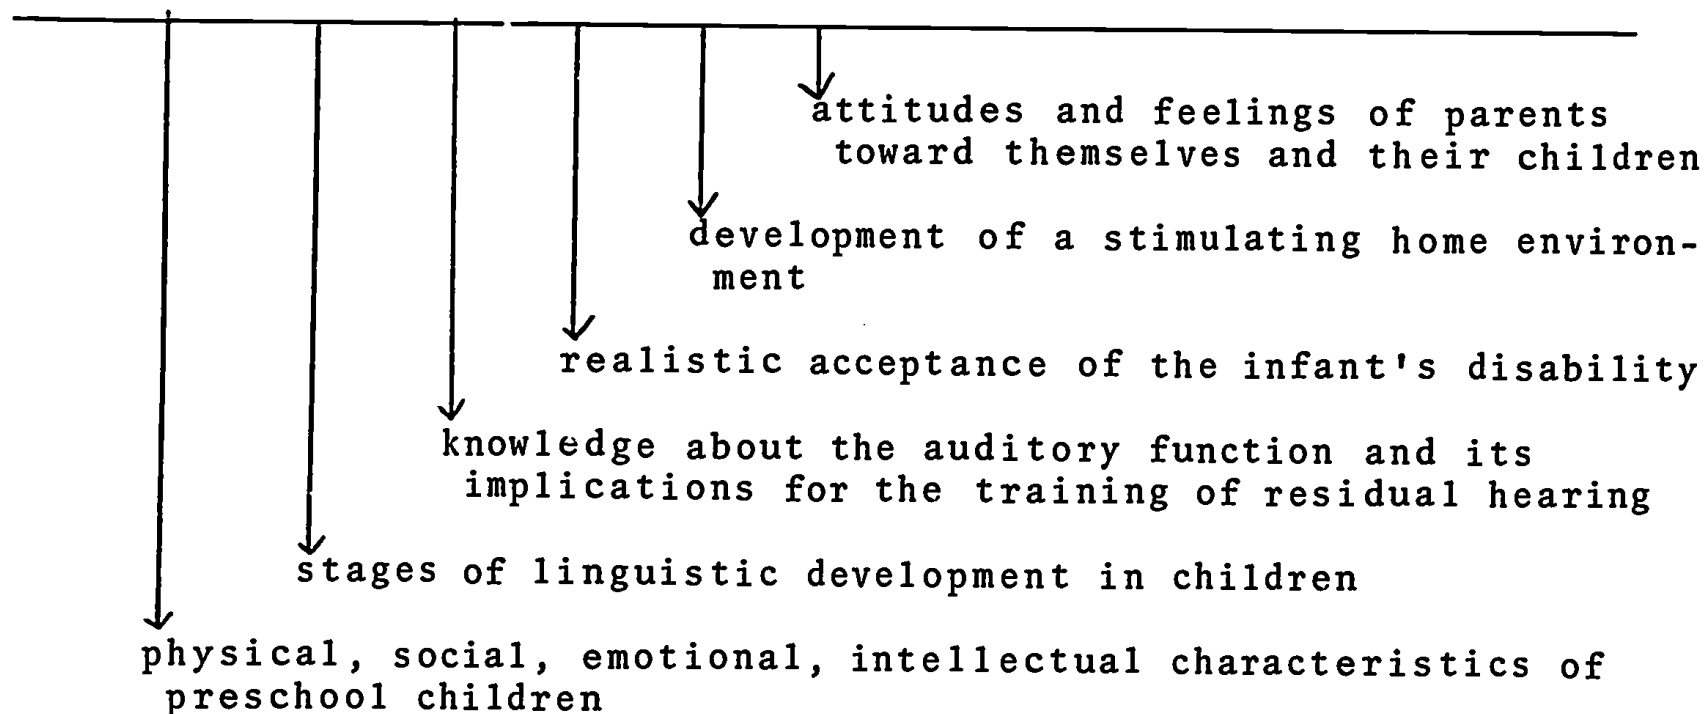 attitudes and feelings of parents
toward themselves and their children
development of a stimulating home environ-
ment
realistic acceptance of the infant's disability
knowledge about the auditory function and its
implications for the training of residual hearing
stages of linguistic development in children
physical, social, emotional, intellectual characteristics of
preschool children